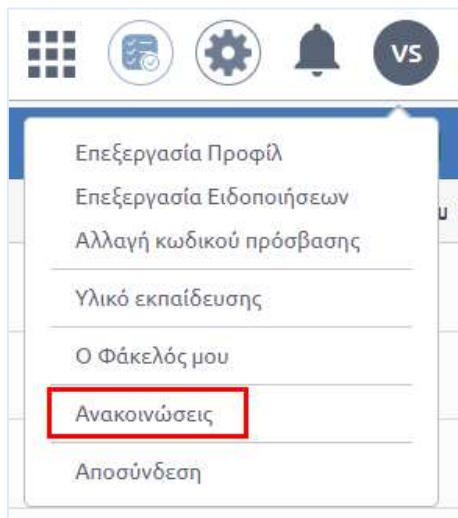 VS
Επεξεργασία Προφίλ
Επεξεργασία Ειδοποιήσεων
Αλλαγή κωδικού πρόσβασης
Υλικό εκπαίδευσης
Ο Φάκελός μου
Ανακοινώσεις
Αποσύνδεση